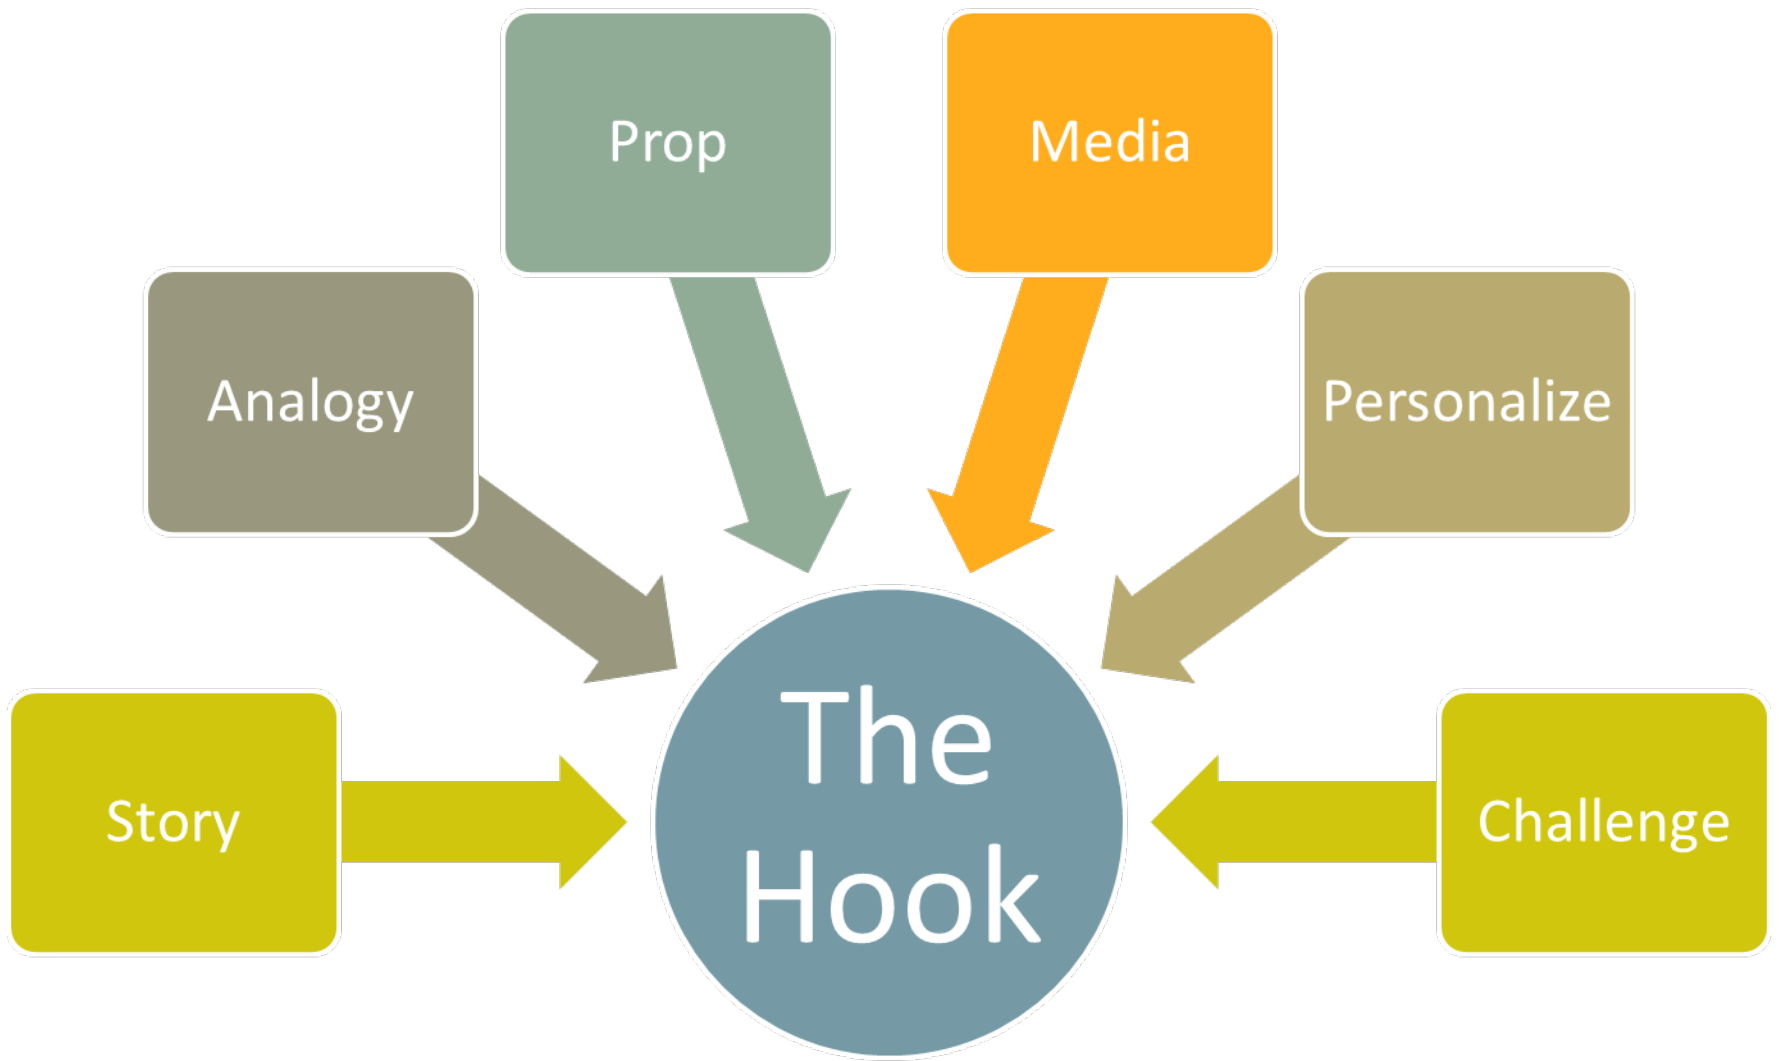 Prop
Media
Analogy
Personalize
Story
The
Hook
Challenge